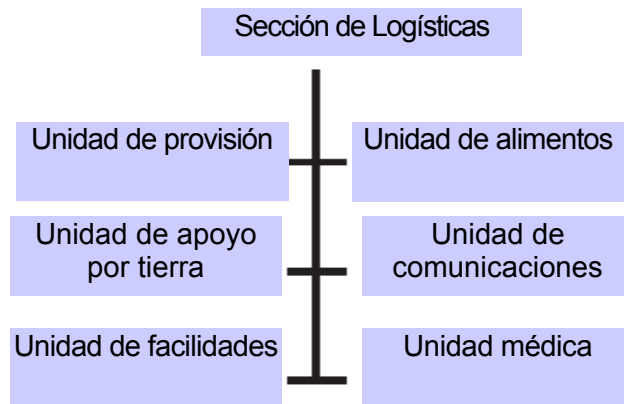 Sección de Logísticas
Unidad de provisión
Unidad de alimentos
Unidad de apoyo
por tierra
Unidad de
comunicaciones
Unidad de facilidades
Unidad médica